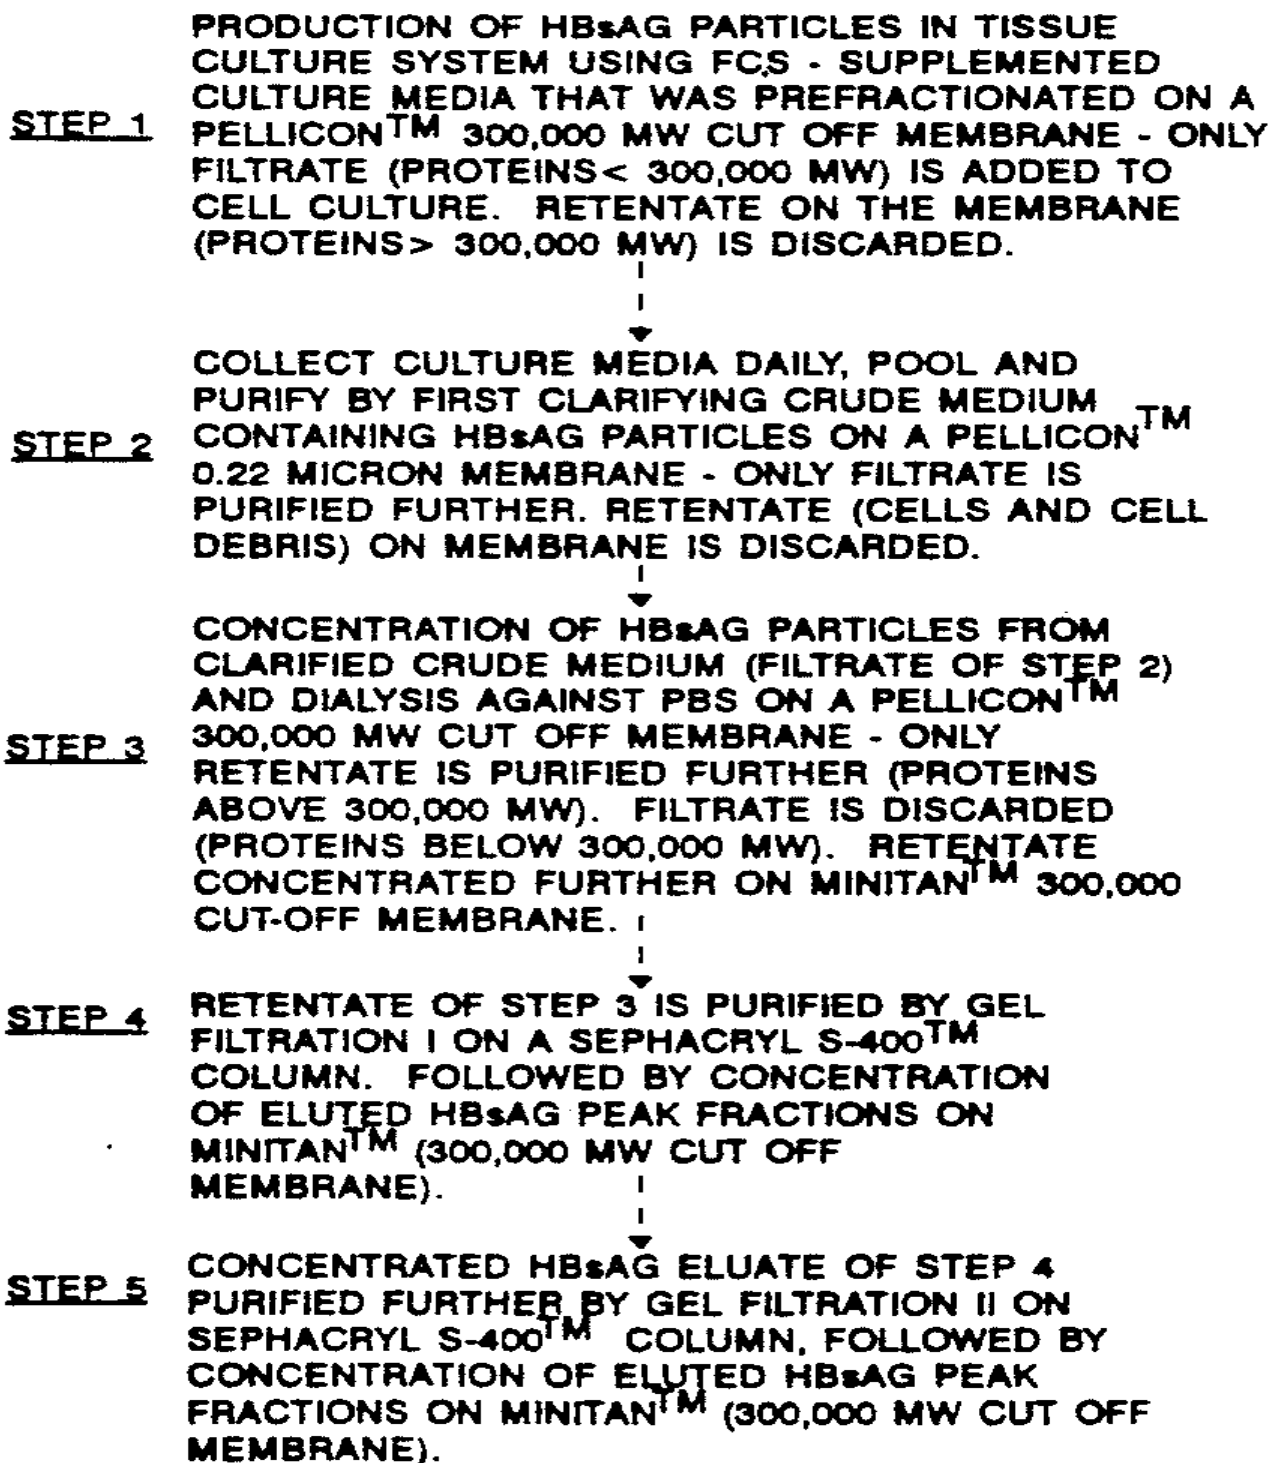 PRODUCTION OF HBsAG PARTICLES IN TISSUE
CULTURE SYSTEM USING FCS - SUPPLEMENTED
CULTURE MEDIA THAT WAS PREFRACTIONATED ON A
STEP 1 PELLICON™ 300,000 MW CUT OFF MEMBRANE - ONLY
FILTRATE (PROTEINS< 300,000 MW) IS ADDED TO
CELL CULTURE. RETENTATE ON THE MEMBRANE
(PROTEINS> 300,000 MW) IS DISCARDED.
COLLECT CULTURE MEDIA DAILY, POOL AND
PURIFY BY FIRST CLARIFYING CRUDE MEDIUM
STEP 2 CONTAINING HBsAG PARTICLES ON A PELLICON™
0.22 MICRON MEMBRANE - ONLY FILTRATE IS
PURIFIED FURTHER. RETENTATE (CELLS AND CELL
DEBRIS) ON MEMBRANE IS DISCARDED.
CONCENTRATION OF HBsAG PARTICLES FROM
CLARIFIED CRUDE MEDIUM (FILTRATE OF STEP 2)
AND DIALYSIS AGAINST PBS ON A PELLICON™
STEP 3 300,000 MW CUT OFF MEMBRANE - ONLY
RETENTATE IS PURIFIED FURTHER (PROTEINS
ABOVE 300,000 MW). FILTRATE IS DISCARDED
(PROTEINS BELOW 300,000 MW). RETENTATE
CONCENTRATED FURTHER ON MINITAN™ 300,000
CUT-OFF MEMBRANE.
STEP 4 RETENTATE OF STEP 3 IS PURIFIED BY GEL
FILTRATION I ON A SEPHACRYL S-400™
COLUMN. FOLLOWED BY CONCENTRATION
OF ELUTED HBsAG PEAK FRACTIONS ON
MINITAN™ (300,000 MW CUT OFF
MEMBRANE).
CONCENTRATED HBsAG ELUATE OF STEP 4
STEP 5 PURIFIED FURTHER BY GEL FILTRATION II ON
SEPHACRYL S-400™ COLUMN, FOLLOWED BY
CONCENTRATION OF ELUTED HBsAG PEAK
FRACTIONS ON MINITAN™ (300,000 MW CUT OFF
MEMBRANE).